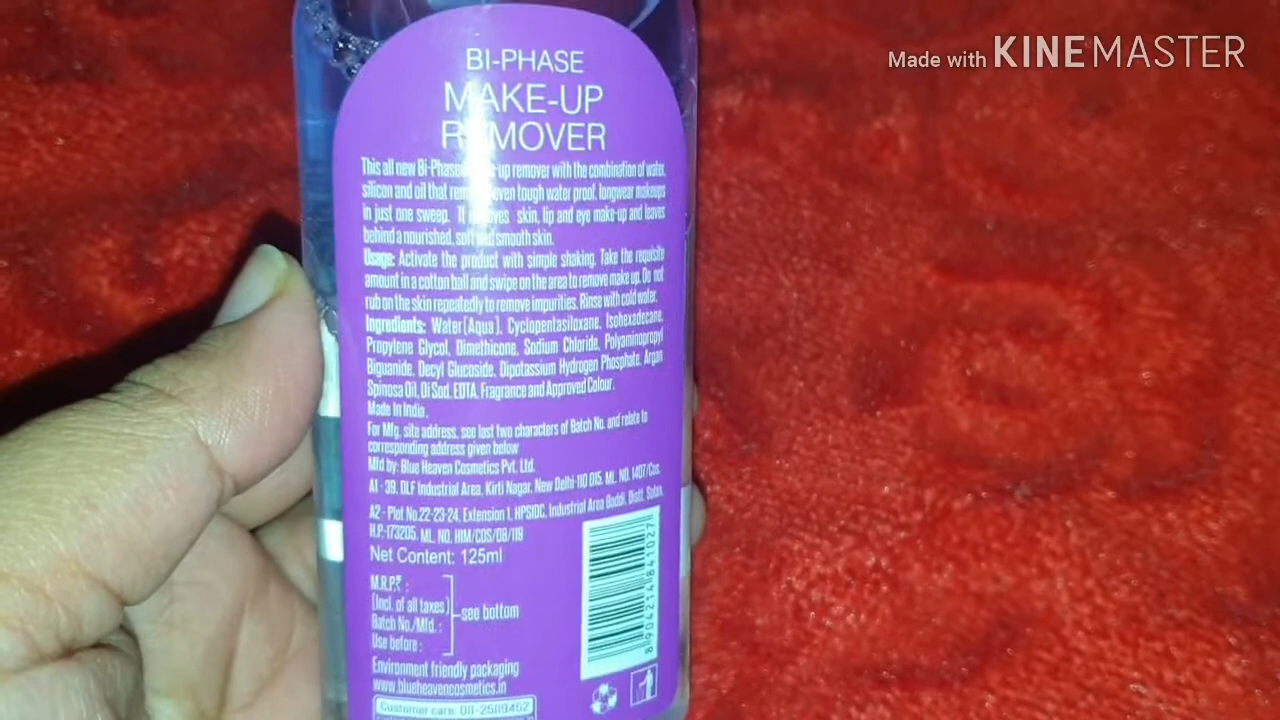 Made with KINEMASTER
BI-PHASE
MAKE-UP
REMOVER
This all new Bi-Phase up remover with the combination of water,
silicon and oil that even tough water proof, longwear makeups
in just one sweep. It skin, lip and eye make-up and leaves
behind a nourished, soft and smooth skin.
Usage: Activate the product with simple shaking. Take the requisite
amount in a cotton ball and swipe on the area to remove make up. Do not
rub on the skin repeatedly to remove impurities. Rinse with cold water.
Ingredients: Water(Aqua), Cyclopentasiloxane, Isohexadecane,
Propylene Glycol, Dimethicone, Sodium Chloride, Polyaminopropyl
Biguanide, Decyl Glucoside, Dipotassium Hydrogen Phosphate, Argan
Spinosa Oil, Di Sod. EDTA, Fragrance and Approved Colour.
Made In India.
For Mfg. site address, see last two characters of Batch No. and relate to
corresponding address given below
Mfd by: Blue Heaven Cosmetics Pvt. Ltd.
A1 - 39, DLF Industrial Area, Kirti Nagar, New Delhi-110 015. ML. NO. 1407/Cos.
A2 - Plot No.22-23-24, Extension 1, HPSIDC, Industrial Area Baddi, Distt. Solan,
H.P.-173205. ML. NO. HIM/COS/08/119
Net Content: 125ml
M.R.P.₹ :
(Incl. of all taxes)
Batch No./Mfd. :
Use before :
see bottom
8 904214 841027
Environment friendly packaging
www.blueheavencosmetics.in
Customer care: 011-25119452